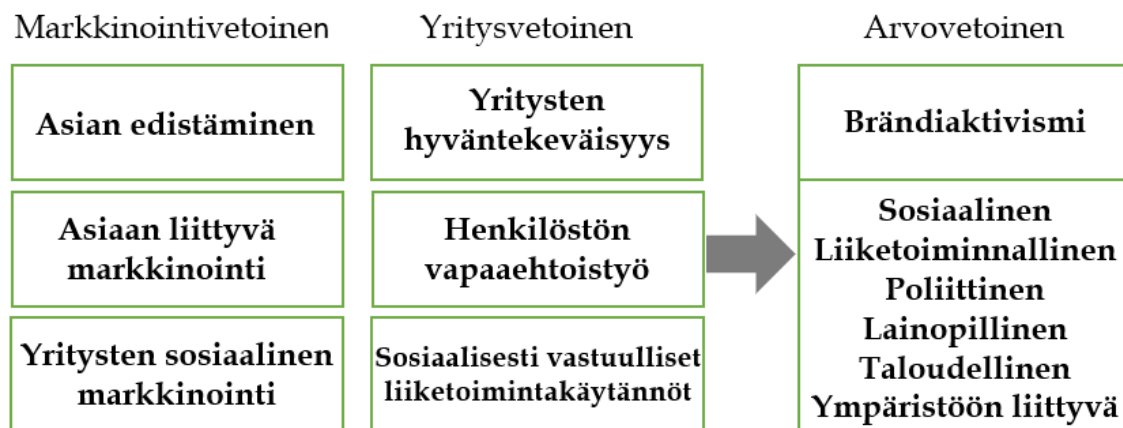 Markkinointivetoinen
Yritysvetoinen
Arvovetoinen
Asian edistäminen
Yritysten
hyväntekeväisyys
Brändiaktivismi
Asiaan liittyvä
markkinointi
Henkilöstön
vapaaehtoistyö
Yritysten sosiaalinen
markkinointi
Sosiaalisesti vastuulliset
liiketoimintakäytännöt
Sosiaalinen
Liiketoiminnallinen
Poliittinen
Lainopillinen
Taloudellinen
Ympäristöön liittyvä